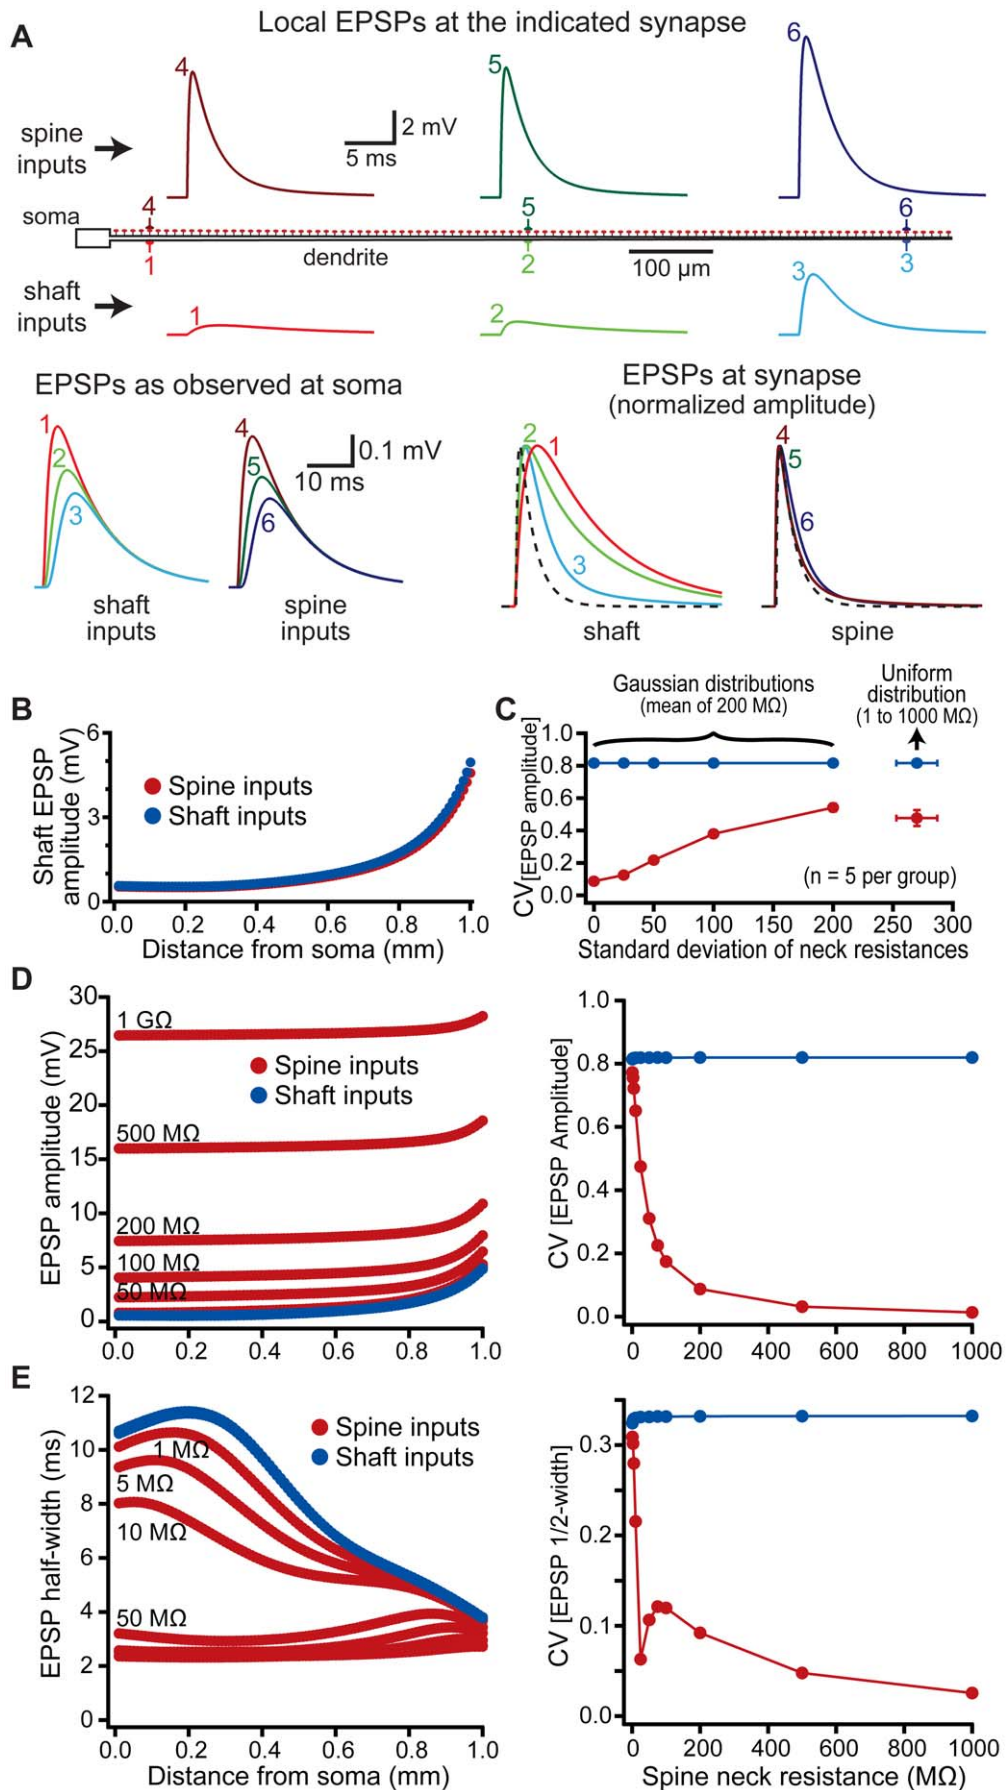 A
Local EPSPs at the indicated synapse
4
5
6
spine
inputs
2 mV
5 ms
soma
4
5
6
1
dendrite
2
100 µm
3
shaft
inputs
1
2
3
EPSPs as observed at soma
EPSPs at synapse
(normalized amplitude)
1
2
3
4
5
6
0.1 mV
10 ms
2
1
3
4
5
6
shaft
inputs
spine
inputs
shaft
spine
B
Shaft EPSP
amplitude (mV)
6
3
0
Spine inputs
Shaft inputs
0.0 0.2 0.4 0.6 0.8 1.0
Distance from soma (mm)
C
Gaussian distributions
(mean of 200 MΩ)
Uniform
distribution
(1 to 1000 MΩ)
CV[EPSP amplitude]
1.0
0.8
0.6
0.4
0.2
0.0
(n = 5 per group)
0 50 100 150 200 250 300
Standard deviation of neck resistances
D
EPSP amplitude (mV)
30
25
20
15
10
5
0
1 GΩ
Spine inputs
Shaft inputs
500 MΩ
200 MΩ
100 MΩ
50 MΩ
0.0 0.2 0.4 0.6 0.8 1.0
CV [EPSP Amplitude]
1.0
0.8
0.6
0.4
0.2
0.0
0 200 400 600 800 1000
E
EPSP half-width (ms)
12
10
8
6
4
2
0
Spine inputs
Shaft inputs
1 MΩ
5 MΩ
10 MΩ
50 MΩ
0.0 0.2 0.4 0.6 0.8 1.0
Distance from soma (mm)
CV [EPSP 1/2-width]
0.3
0.2
0.1
0.0
0 200 400 600 800 1000
Spine neck resistance (MΩ)